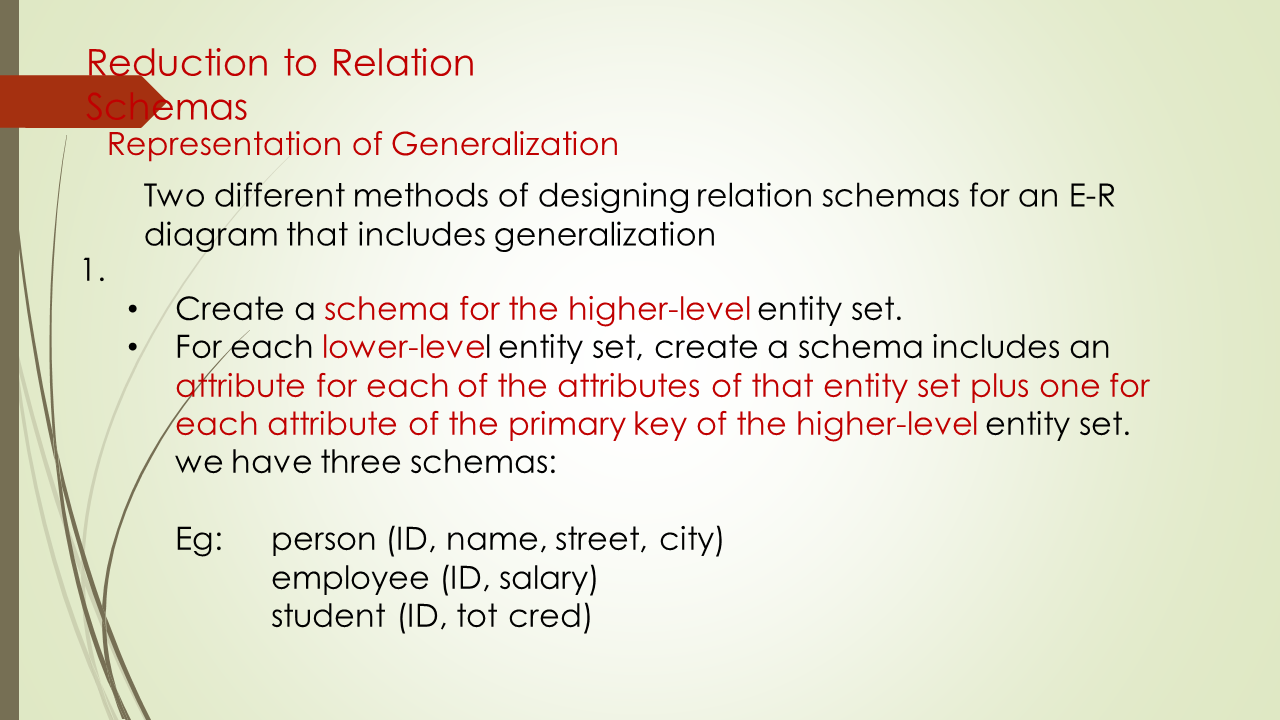 Reduction to Relation
Schemas
Representation of Generalization
Two different methods of designing relation schemas for an E-R
diagram that includes generalization
1.
• Create a schema for the higher-level entity set.
• For each lower-level entity set, create a schema includes an
attribute for each of the attributes of that entity set plus one for
each attribute of the primary key of the higher-level entity set.
we have three schemas:
Eg: person (ID, name, street, city)
employee (ID, salary)
student (ID, tot cred)